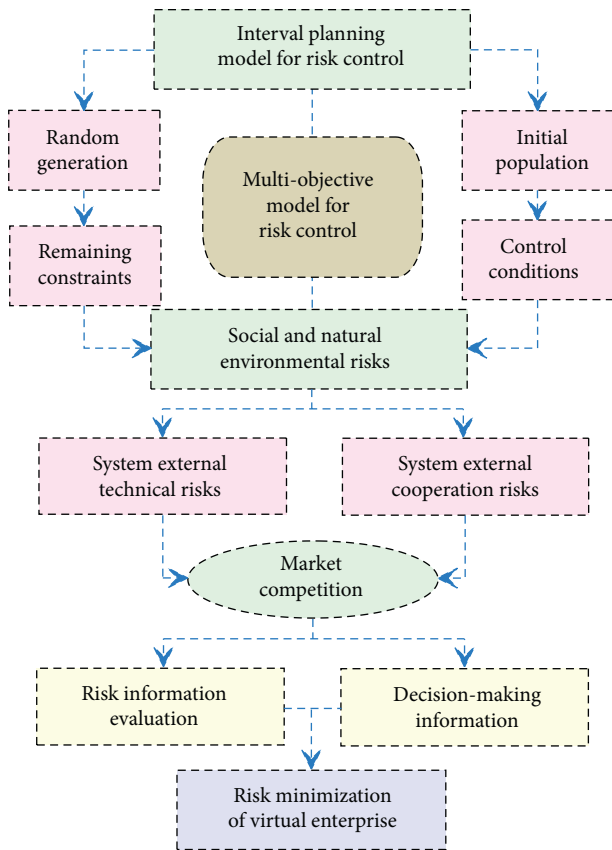 Interval planning
model for risk control
Random
generation
Multi-objective
model for
risk control
Initial
population
Remaining
constraints
Control
conditions
Social and natural
environmental risks
System external
technical risks
System external
cooperation risks
Market
competition
Risk information
evaluation
Decision-making
information
Risk minimization
of virtual enterprise